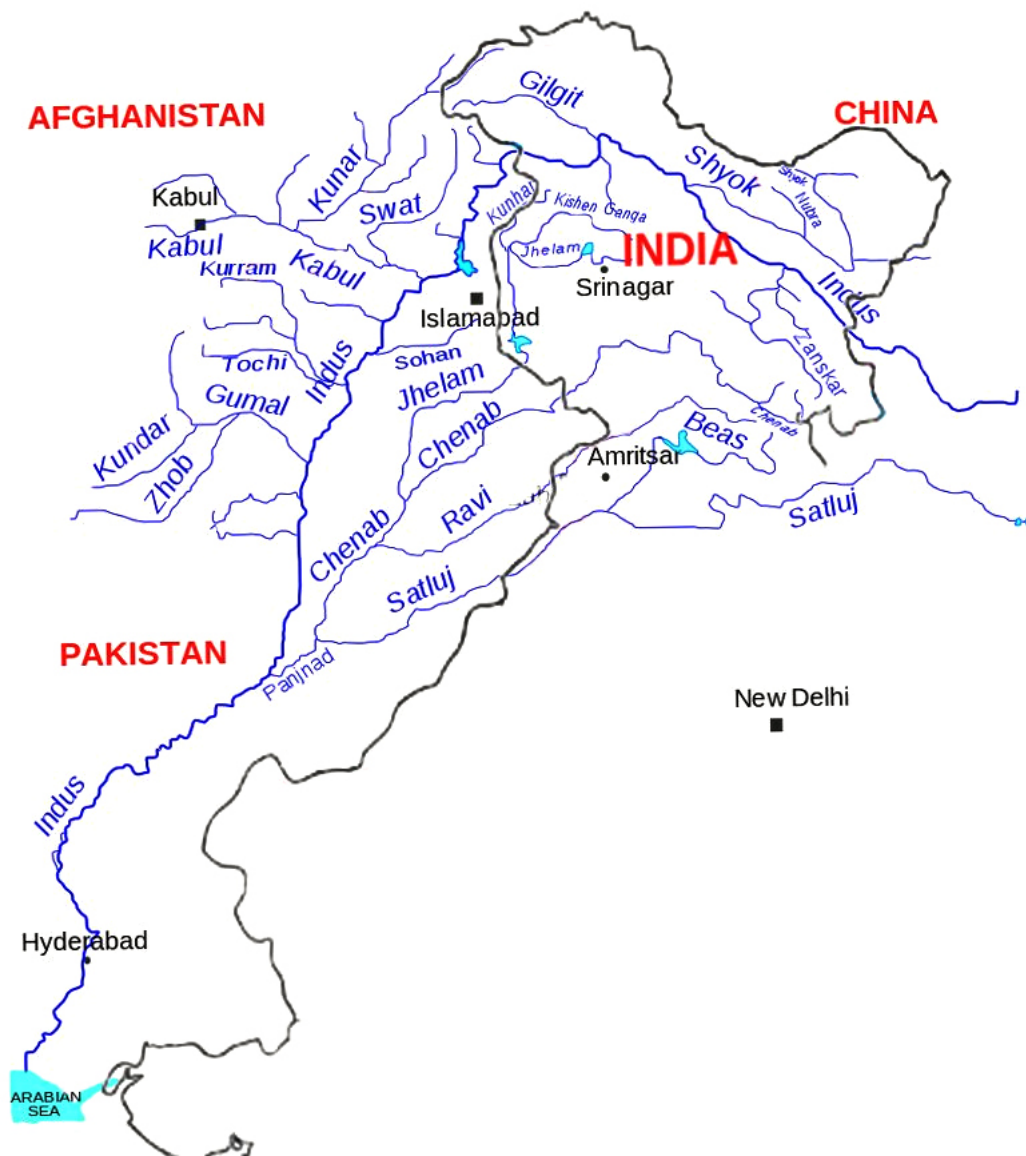 Gilgit
AFGHANISTAN
CHINA
Kunar
Shyok
Shyok
Nubra
Kabul
Swat
Kunhar
Kishen Ganga
Kabul
Kurram
Kabul
Jhelam
INDIA
Srinagar
Indus
Islamabad
Sohan
Zanskar
Tochi
Indus
Jhelam
Gumal
Chenab
Chenab
Beas
Kundar
Zhob
Amritsar
Ravi
Satluj
Chenab
Satluj
PAKISTAN
Panjnad
New Delhi
Indus
Hyderabad
ARABIAN
SEA